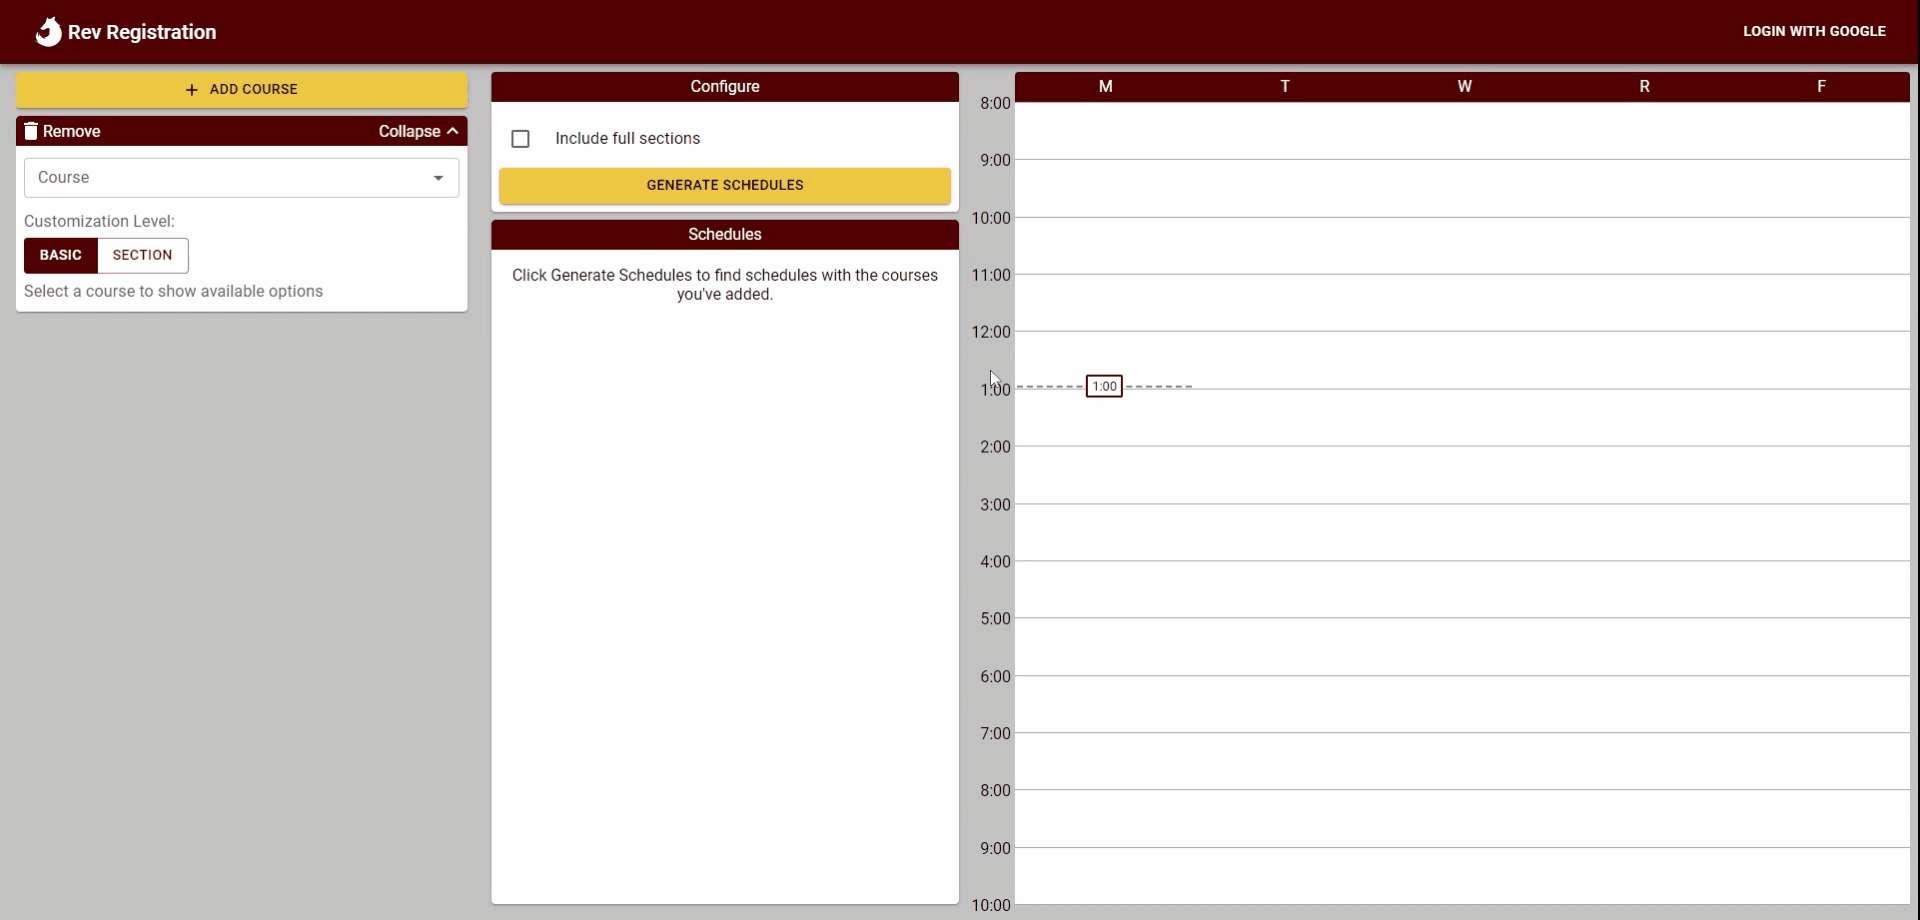 Rev Registration
LOGIN WITH GOOGLE
+ ADD COURSE
Remove
Collapse
Course
Customization Level:
BASIC
SECTION
Select a course to show available options
Configure
Include full sections
GENERATE SCHEDULES
Schedules
Click Generate Schedules to find schedules with the courses
you've added.
M T W R F
8:00
9:00
10:00
11:00
12:00
1:00
1:00
2:00
3:00
4:00
5:00
6:00
7:00
8:00
9:00
10:00